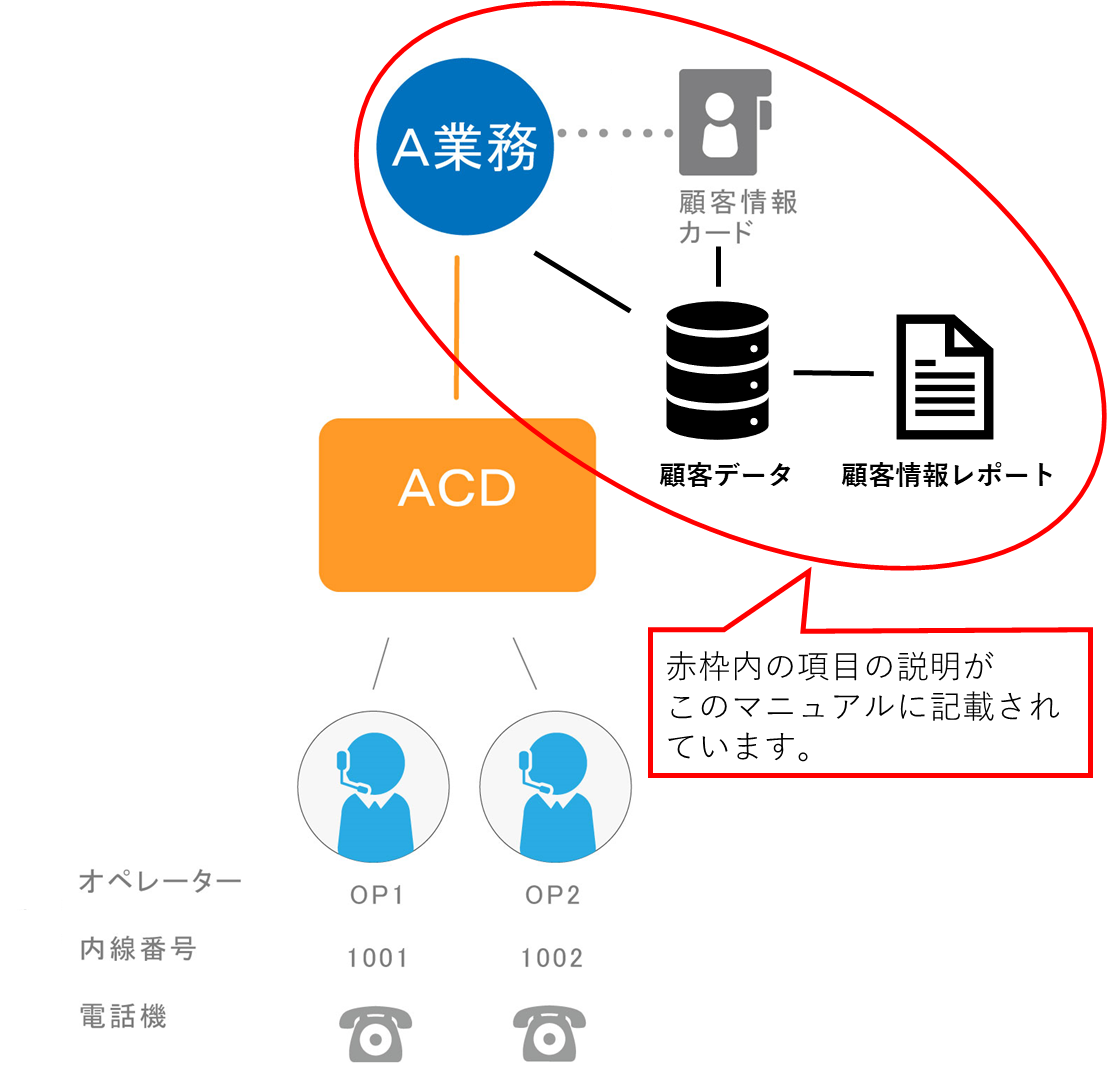 A業務
顧客情報
カード
顧客データ
顧客情報レポート
ACD
赤枠内の項目の説明が
このマニュアルに記載され
ています。
オペレーター OP1 OP2
内線番号 1001 1002
電話機